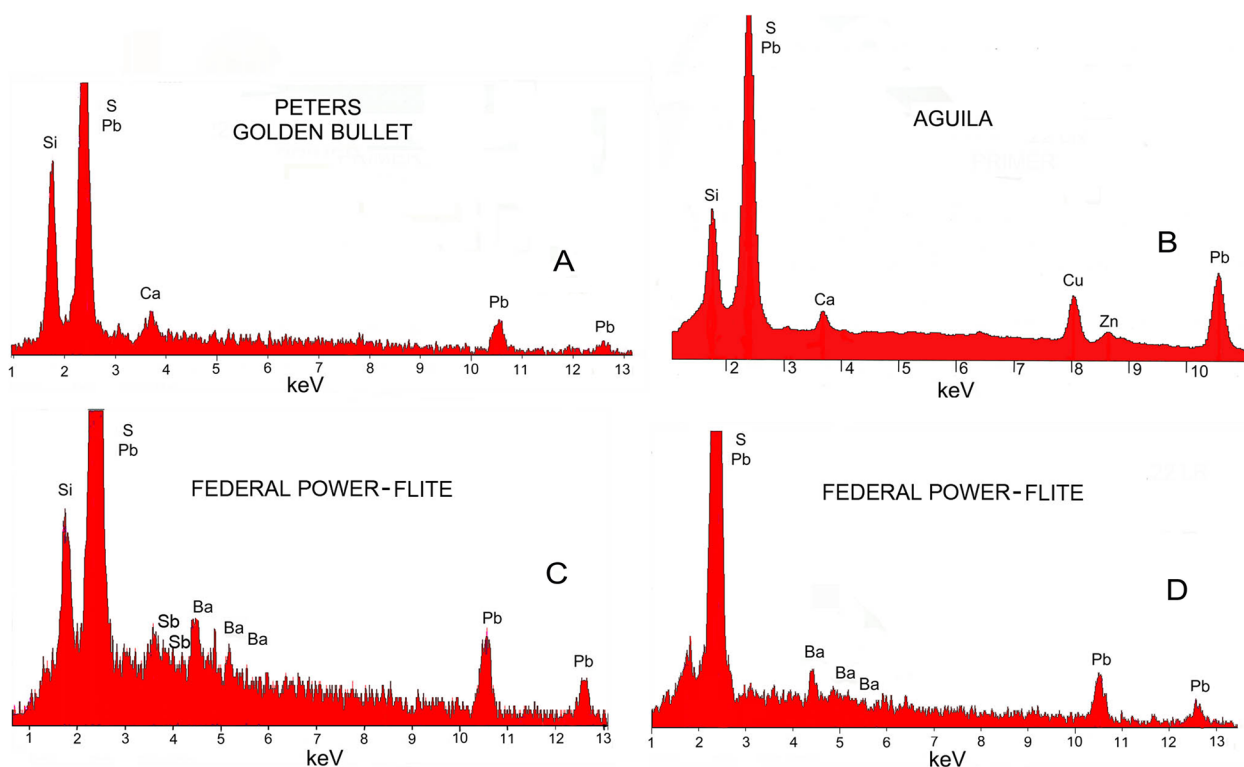 S
Pb
PETERS
GOLDEN BULLET
Si
A
Ca
Pb
Pb
1 2 3 4 5 6 7 8 9 10 11 12 13
keV
S
Pb
AGUILA
Si
B
Pb
Cu
Ca
Zn
2 3 4 5 6 7 8 9 10
keV
S
Pb
Si
FEDERAL POWER-FLITE
C
Sb
Ba
Sb
Ba
Ba
Pb
Pb
1 2 3 4 5 6 7 8 9 10 11 12 13
keV
S
Pb
FEDERAL POWER-FLITE
D
Ba
Ba
Ba
Pb
Pb
1 2 3 4 5 6 7 8 9 10 11 12 13
keV